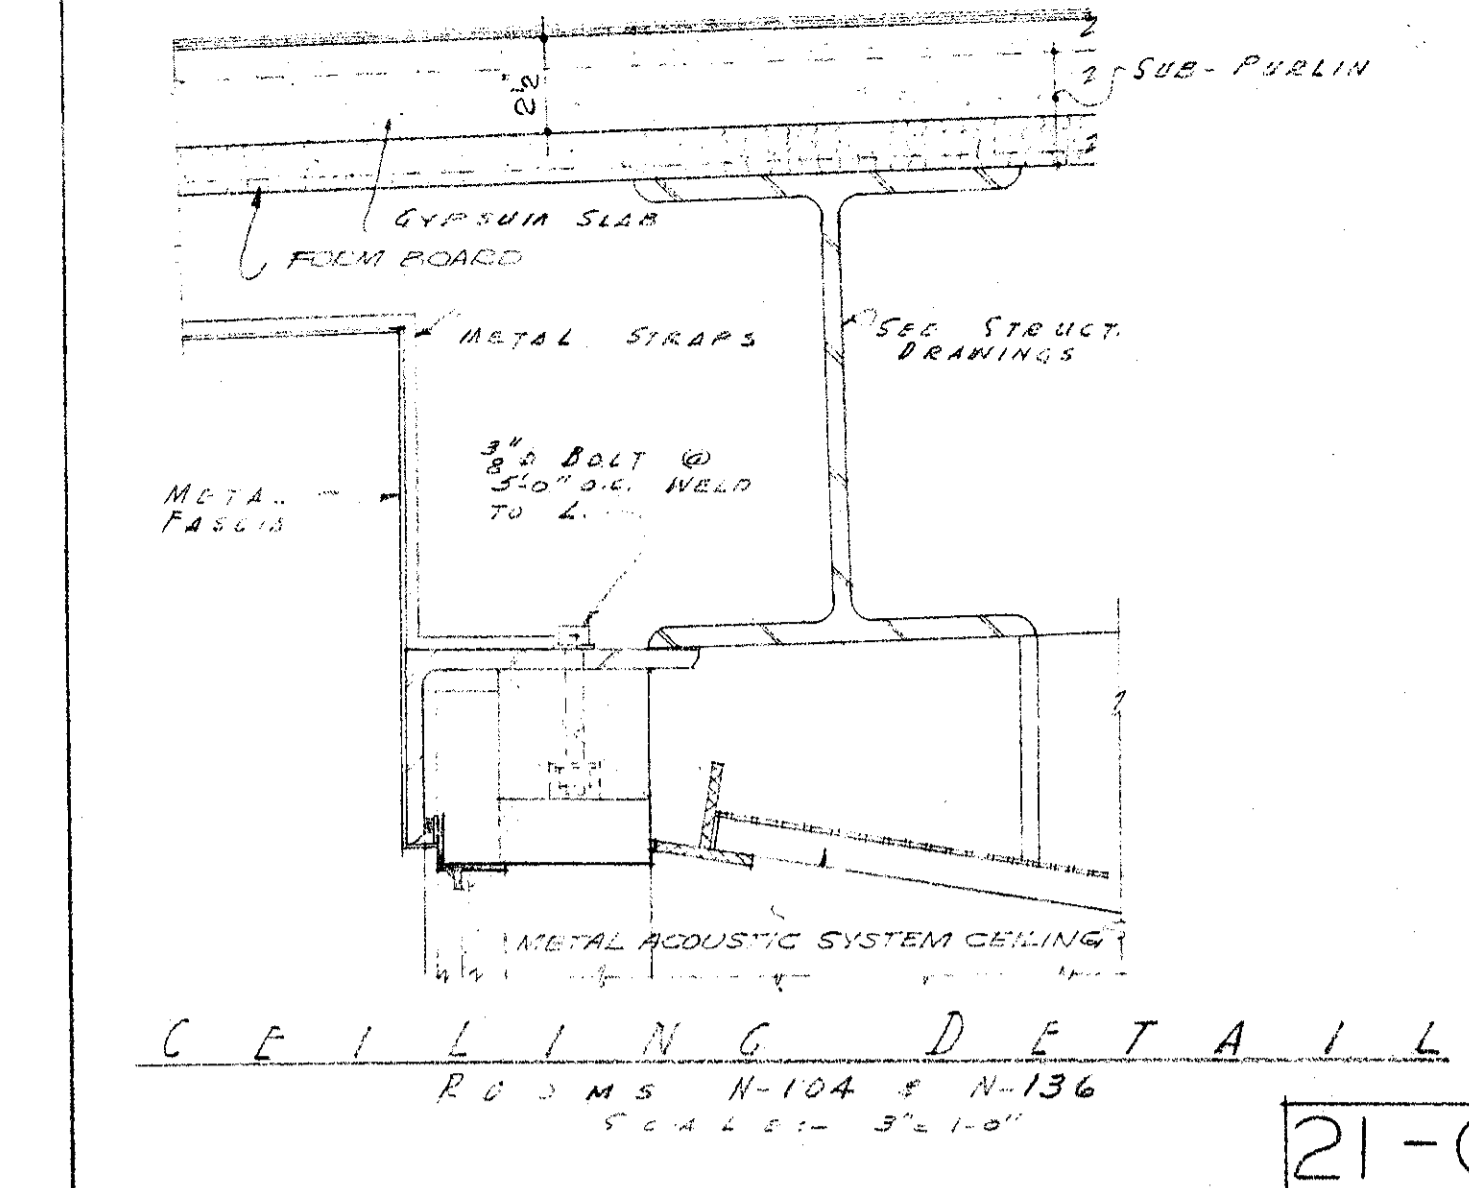 2½"
SUB-PURLIN
GYPSUM SLAB
FORM BOARD
METAL STRAPS
SEE STRUCT.
DRAWINGS
3/8"ø BOLT @
5'-0" O.C. WELD
TO L.
METAL
FASCIA
METAL ACOUSTIC SYSTEM CEILING
CEILING DETAIL
ROOMS N-104 & N-136
SCALE:- 3"=1-0"
21-